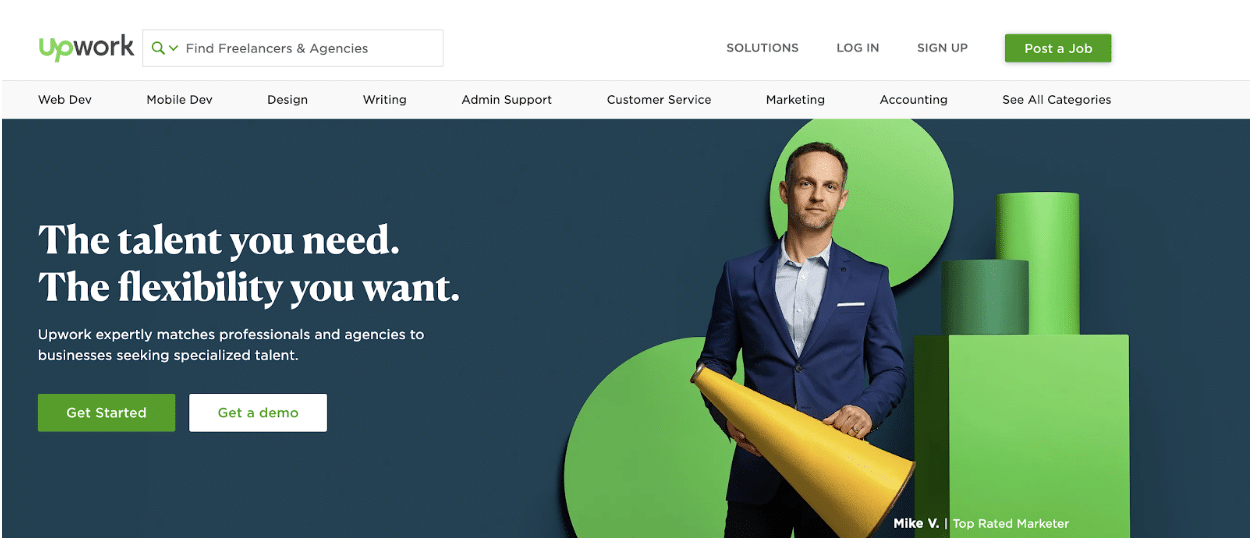 Upwork
Find Freelancers & Agencies
SOLUTIONS
LOG IN
SIGN UP
Post a Job
Web Dev
Mobile Dev
Design
Writing
Admin Support
Customer Service
Marketing
Accounting
See All Categories
The talent you need.
The flexibility you want.
Upwork expertly matches professionals and agencies to
businesses seeking specialized talent.
Get Started
Get a demo
Mike V. | Top Rated Marketer